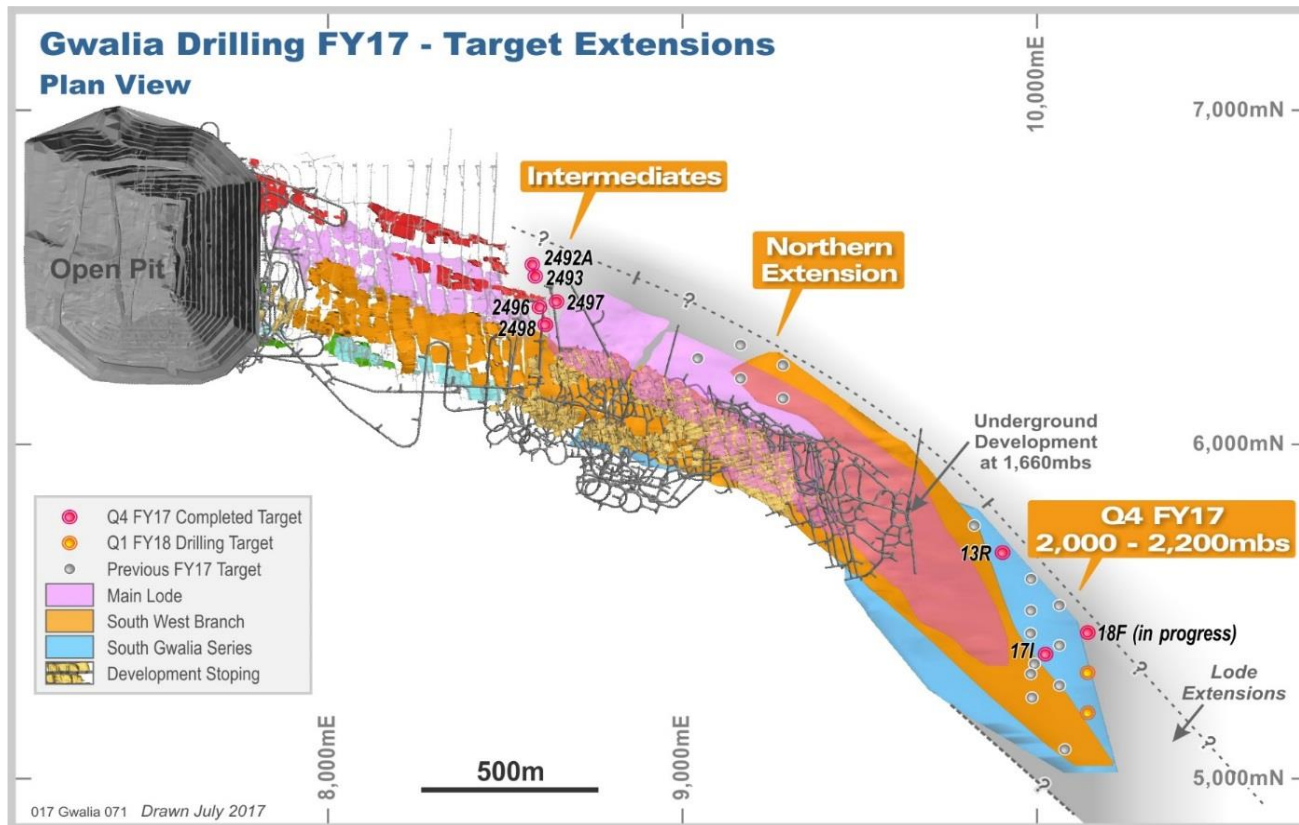 Gwalia Drilling FY17 - Target Extensions
Plan View
10,000mE
7,000mN
Intermediates
?
2492A
2493
?
Northern
Extension
Open Pit
2496
2497
2498
Underground
Development
at 1,660mbs
6,000mN
Q4 FY17
2,000 - 2,200mbs
Q4 FY17 Completed Target
Q1 FY18 Drilling Target
Previous FY17 Target
Main Lode
South West Branch
South Gwalia Series
Development Stoping
13R
18F (in progress)
17I
?
Lode
Extensions
?
8,000mE
9,000mE
500m
?
5,000mN
017 Gwalia 071 Drawn July 2017